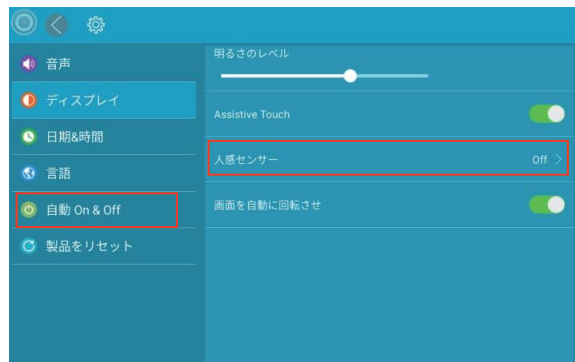 音声
ディスプレイ
日期&時間
言語
自動 On & Off
製品をリセット
明るさのレベル
Assistive Touch
人感センサー Off
画面を自動に回転させ